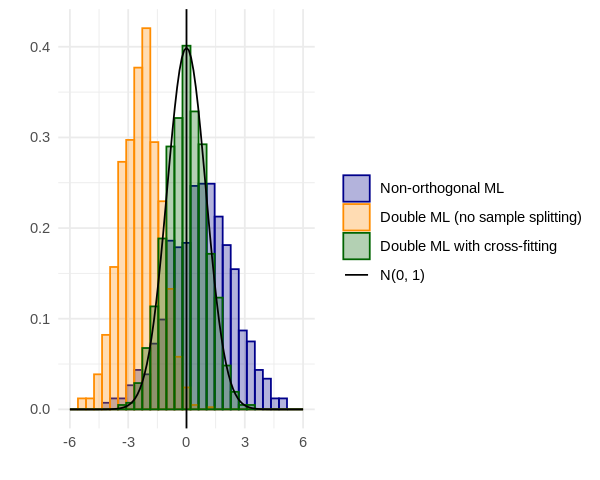 0.4
0.3
0.2
0.1
0.0
-6 -3 0 3 6
Non-orthogonal ML
Double ML (no sample splitting)
Double ML with cross-fitting
N(0, 1)